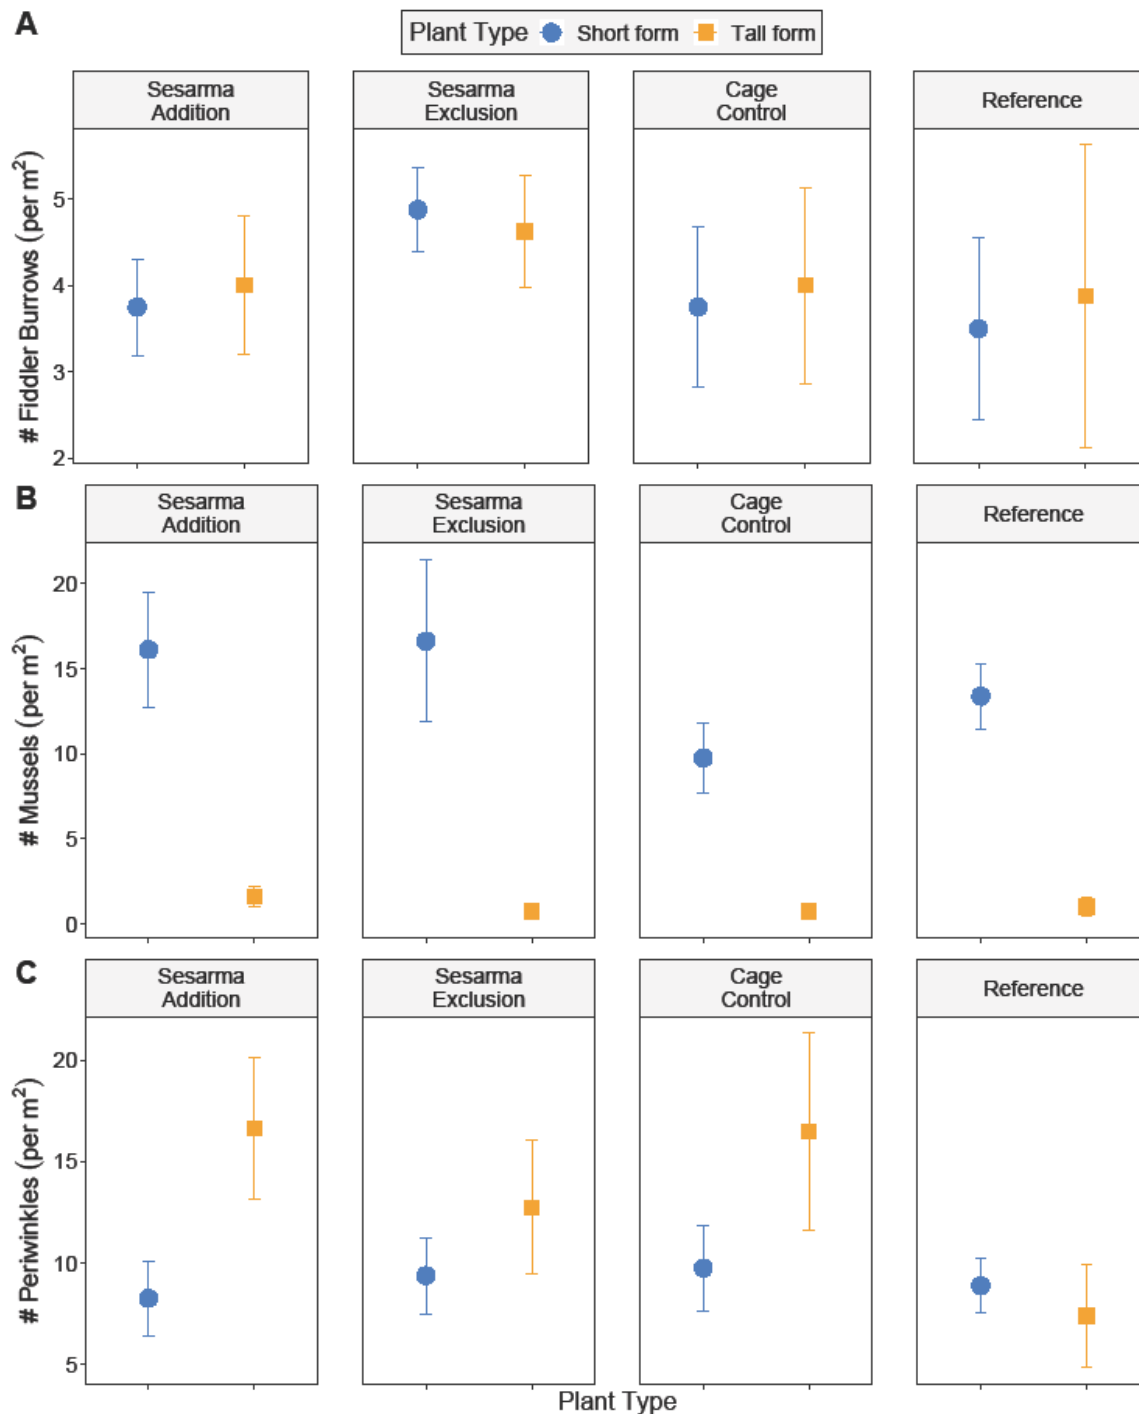 A
Plant Type Short form Tall form
Sesarma
Addition
Sesarma
Exclusion
Cage
Control
Reference
# Fiddler Burrows (per m²)
5
4
3
2
B
Sesarma
Addition
Sesarma
Exclusion
Cage
Control
Reference
# Mussels (per m²)
20
15
10
5
0
C
Sesarma
Addition
Sesarma
Exclusion
Cage
Control
Reference
# Periwinkles (per m²)
20
15
10
5
Plant Type